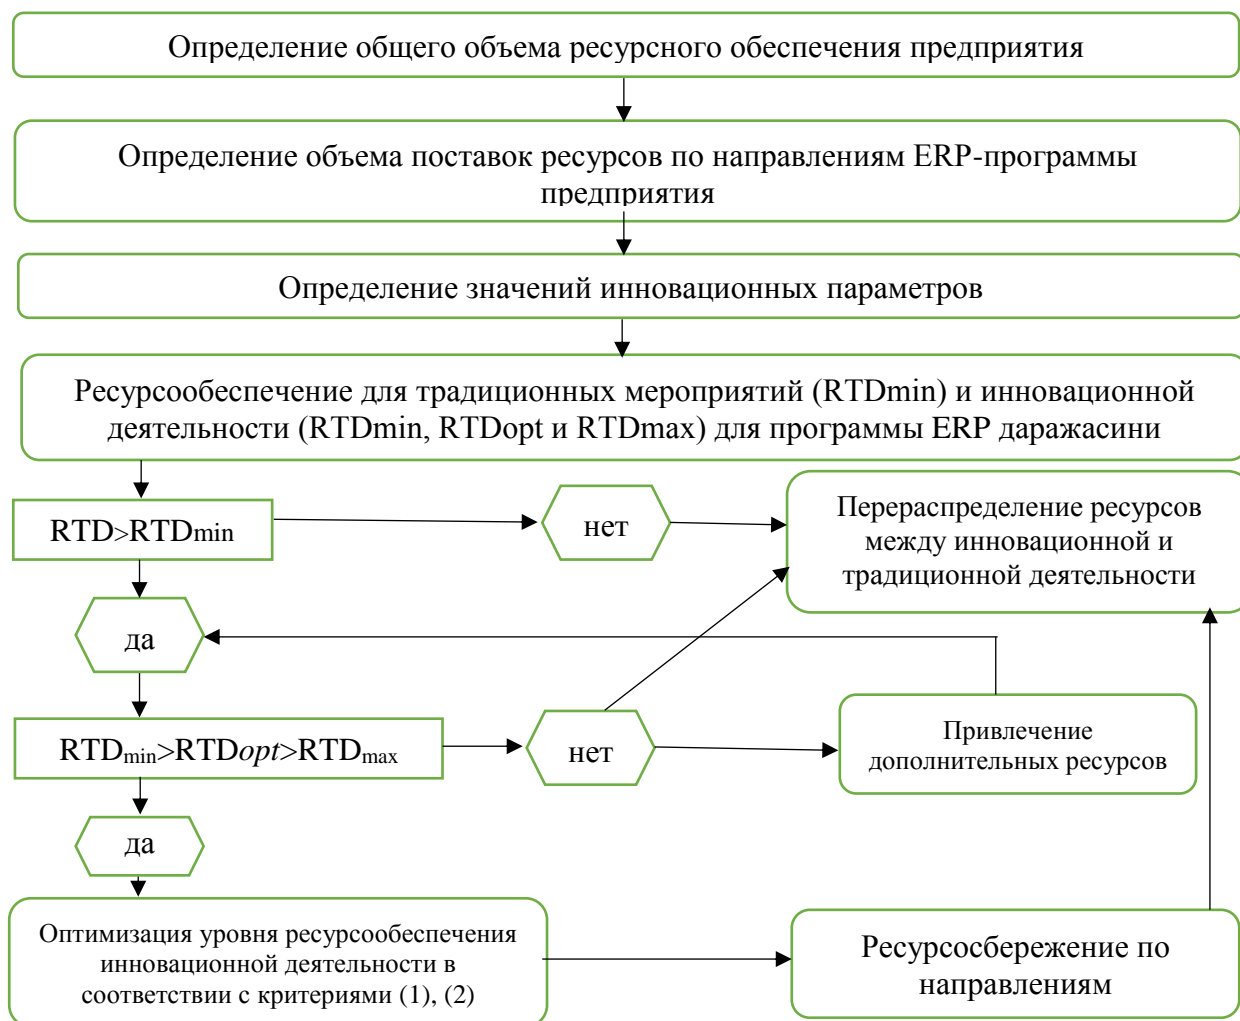 Определение общего объема ресурсного обеспечения предприятия
Определение объема поставок ресурсов по направлениям ERP-программы
предприятия
Определение значений инновационных параметров
Ресурсообеспечение для традиционных мероприятий (RTDmin) и инновационной
деятельности (RTDmin, RTDopt и RTDmax) для программы ERP даражасини
RTD>RTDmin
нет
Перераспределение ресурсов
между инновационной и
традиционной деятельности
да
RTDmin>RTDopt>RTDmax
нет
Привлечение
дополнительных ресурсов
да
Оптимизация уровня ресурсообеспечения
инновационной деятельности в
соответствии с критериями (1), (2)
Ресурсосбережение по
направлениям